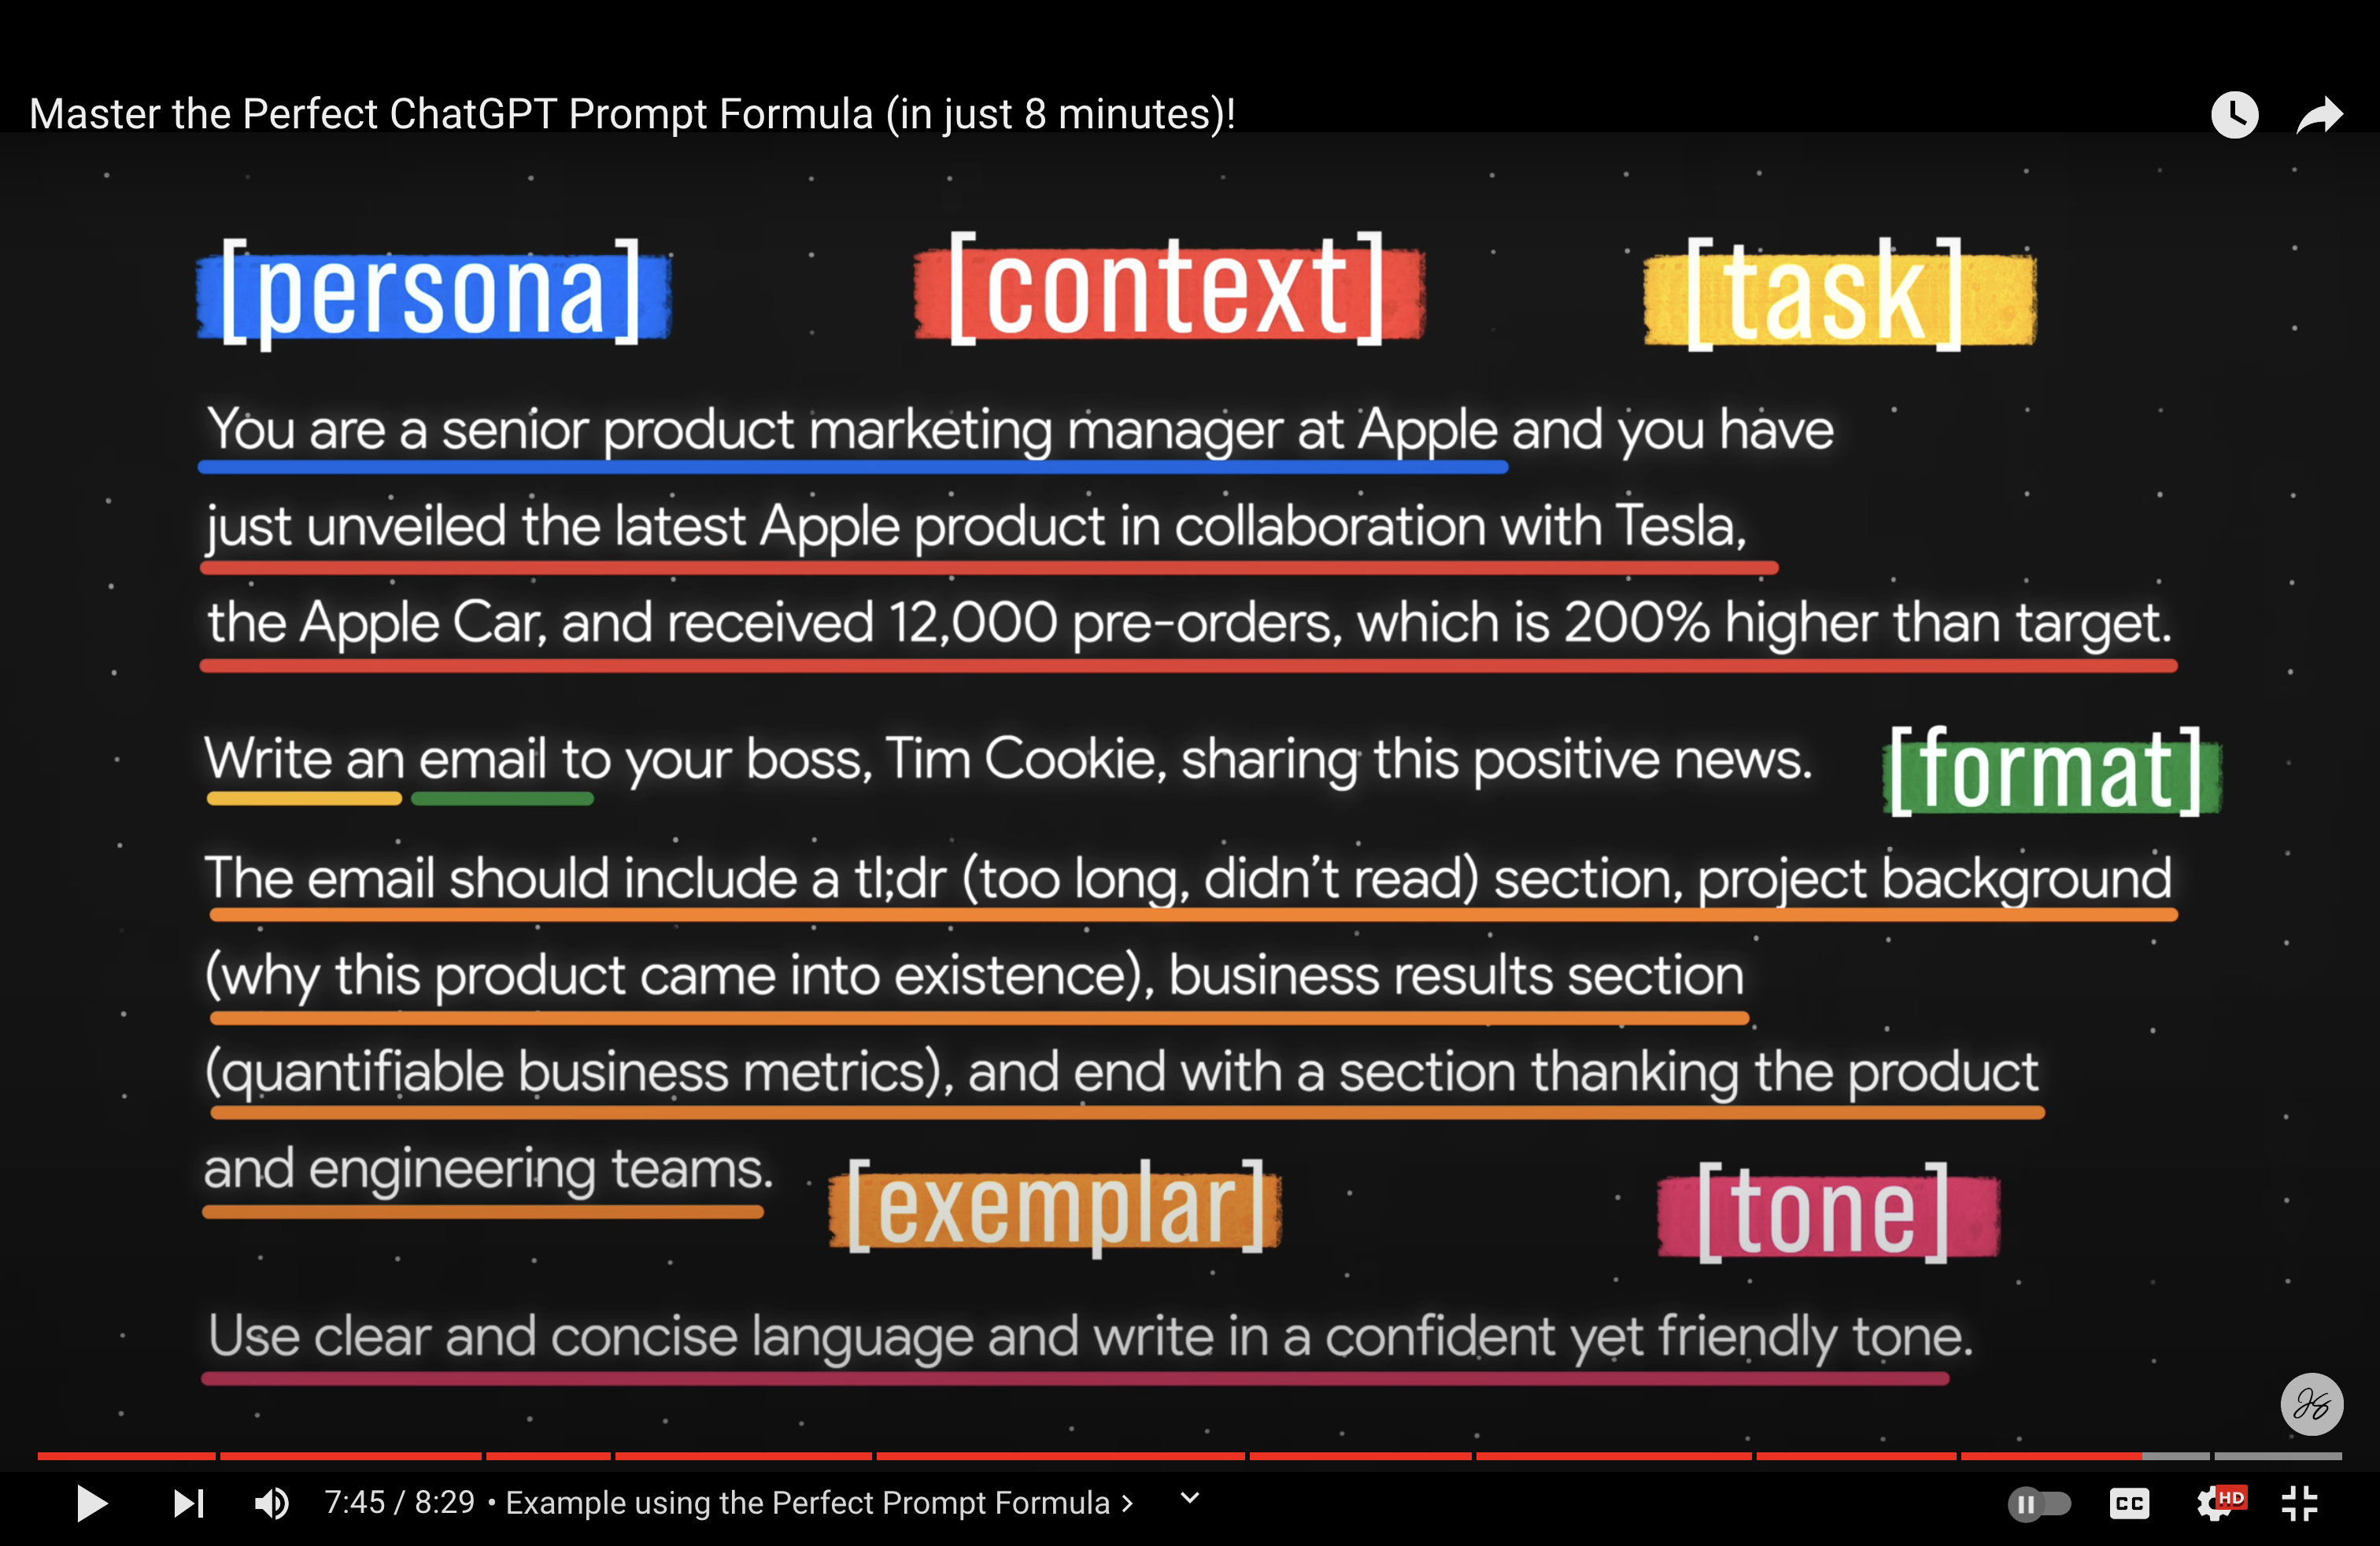 Master the Perfect ChatGPT Prompt Formula (in just 8 minutes)!
[persona] [context] [task]
You are a senior product marketing manager at Apple and you have
just unveiled the latest Apple product in collaboration with Tesla,
the Apple Car, and received 12,000 pre-orders, which is 200% higher than target.
Write an email to your boss, Tim Cookie, sharing this positive news. [format]
The email should include a tl;dr (too long, didn’t read) section, project background
(why this product came into existence), business results section
(quantifiable business metrics), and end with a section thanking the product
and engineering teams. [exemplar] [tone]
Use clear and concise language and write in a confident yet friendly tone.
7:45 / 8:29 • Example using the Perfect Prompt Formula › CC HD